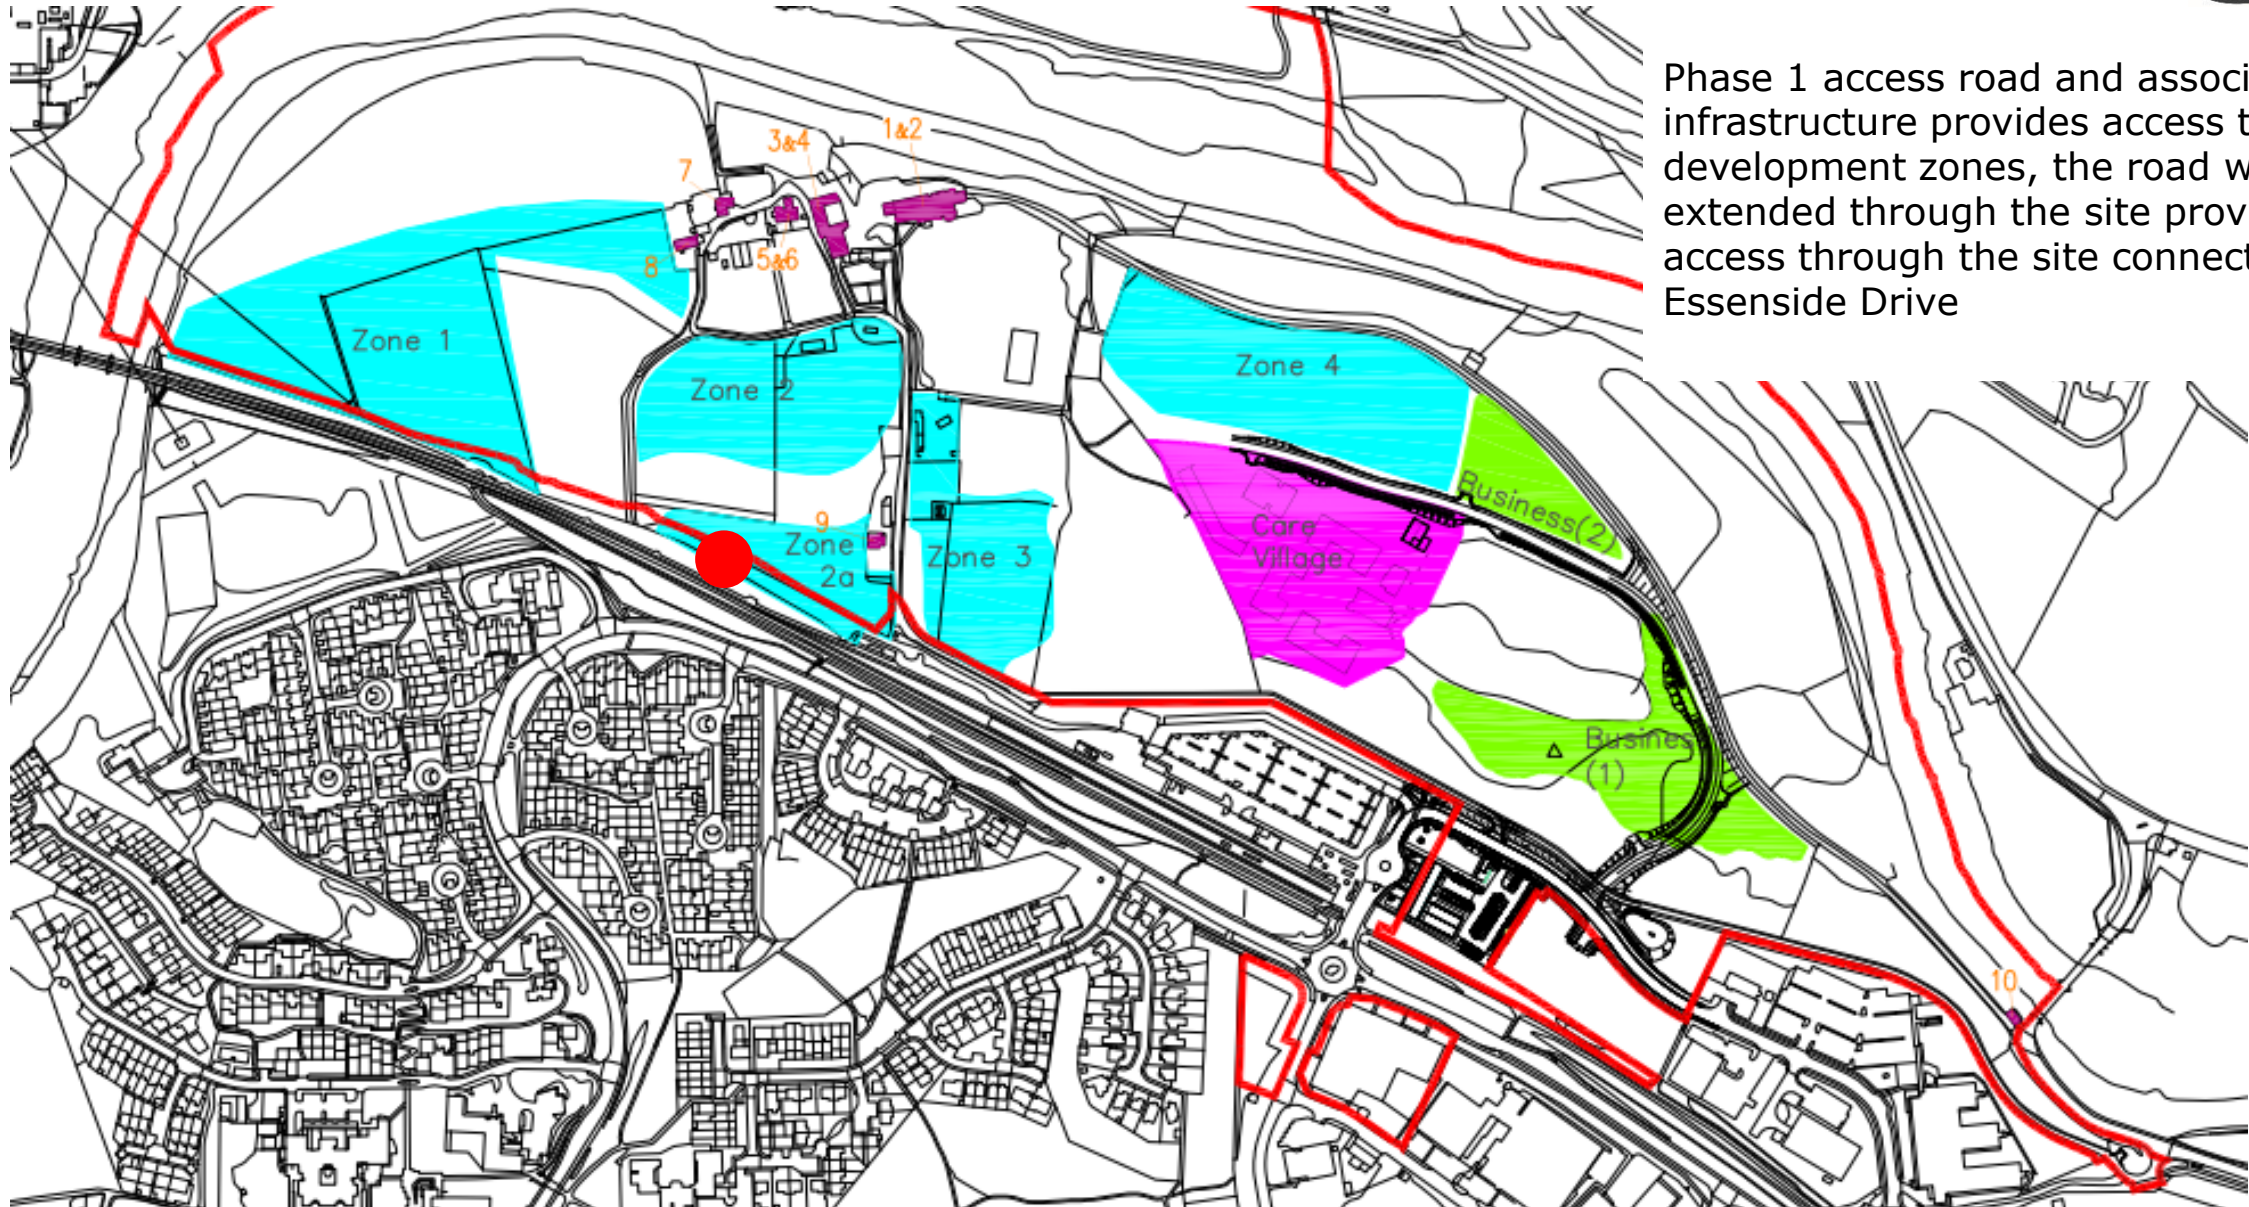 Phase 1 access road and associ
infrastructure provides access t
development zones, the road w
extended through the site prov
access through the site connect
Essenside Drive
1&2
3&4
7
5&6
8
Zone 1
Zone 2
Zone 4
Business(2)
9
Zone
2a
Zone 3
Care
Village
Busines
(1)
10